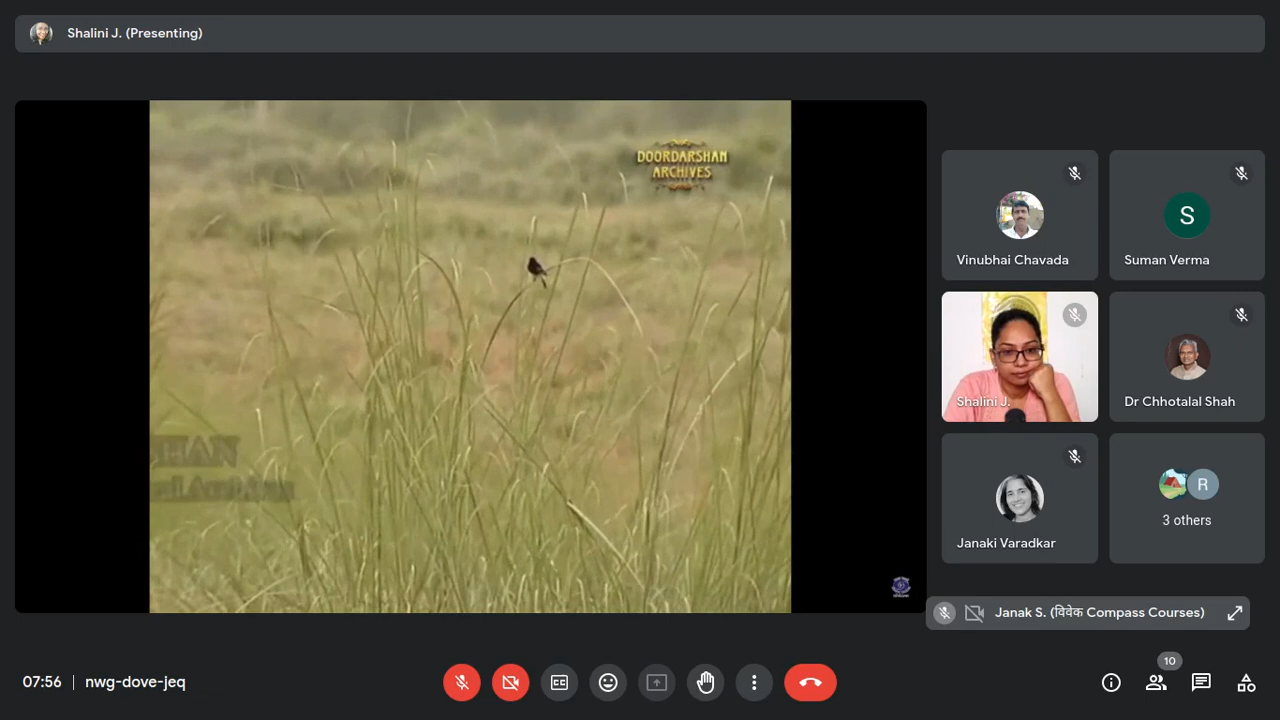 Shalini J. (Presenting)
DOORDARSHAN
ARCHIVES
Vinubhai Chavada
S
Suman Verma
Shalini J.
Dr Chhotalal Shah
Janaki Varadkar
R
3 others
Janak S. (विवेक Compass Courses)
07:56
nwg-dove-jeq
CC
10